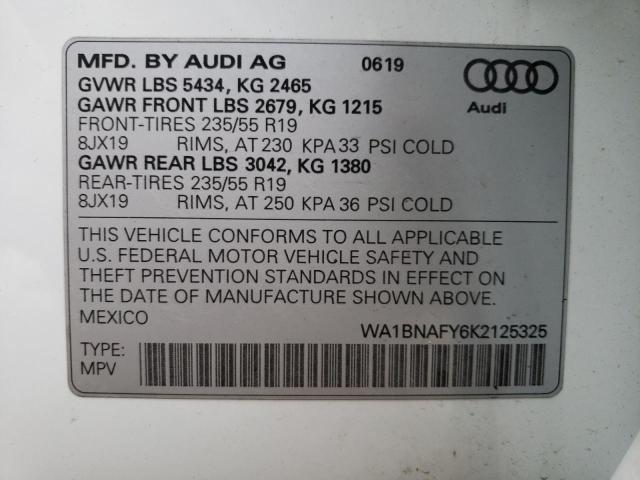 MFD. BY AUDI AG 0619
GVWR LBS 5434, KG 2465
GAWR FRONT LBS 2679, KG 1215
Audi
FRONT-TIRES 235/55 R19
8JX19 RIMS, AT 230 KPA 33 PSI COLD
GAWR REAR LBS 3042, KG 1380
REAR-TIRES 235/55 R19
8JX19 RIMS, AT 250 KPA 36 PSI COLD
THIS VEHICLE CONFORMS TO ALL APPLICABLE
U.S. FEDERAL MOTOR VEHICLE SAFETY AND
THEFT PREVENTION STANDARDS IN EFFECT ON
THE DATE OF MANUFACTURE SHOWN ABOVE.
MEXICO WA1BNAFY6K2125325
TYPE:
MPV